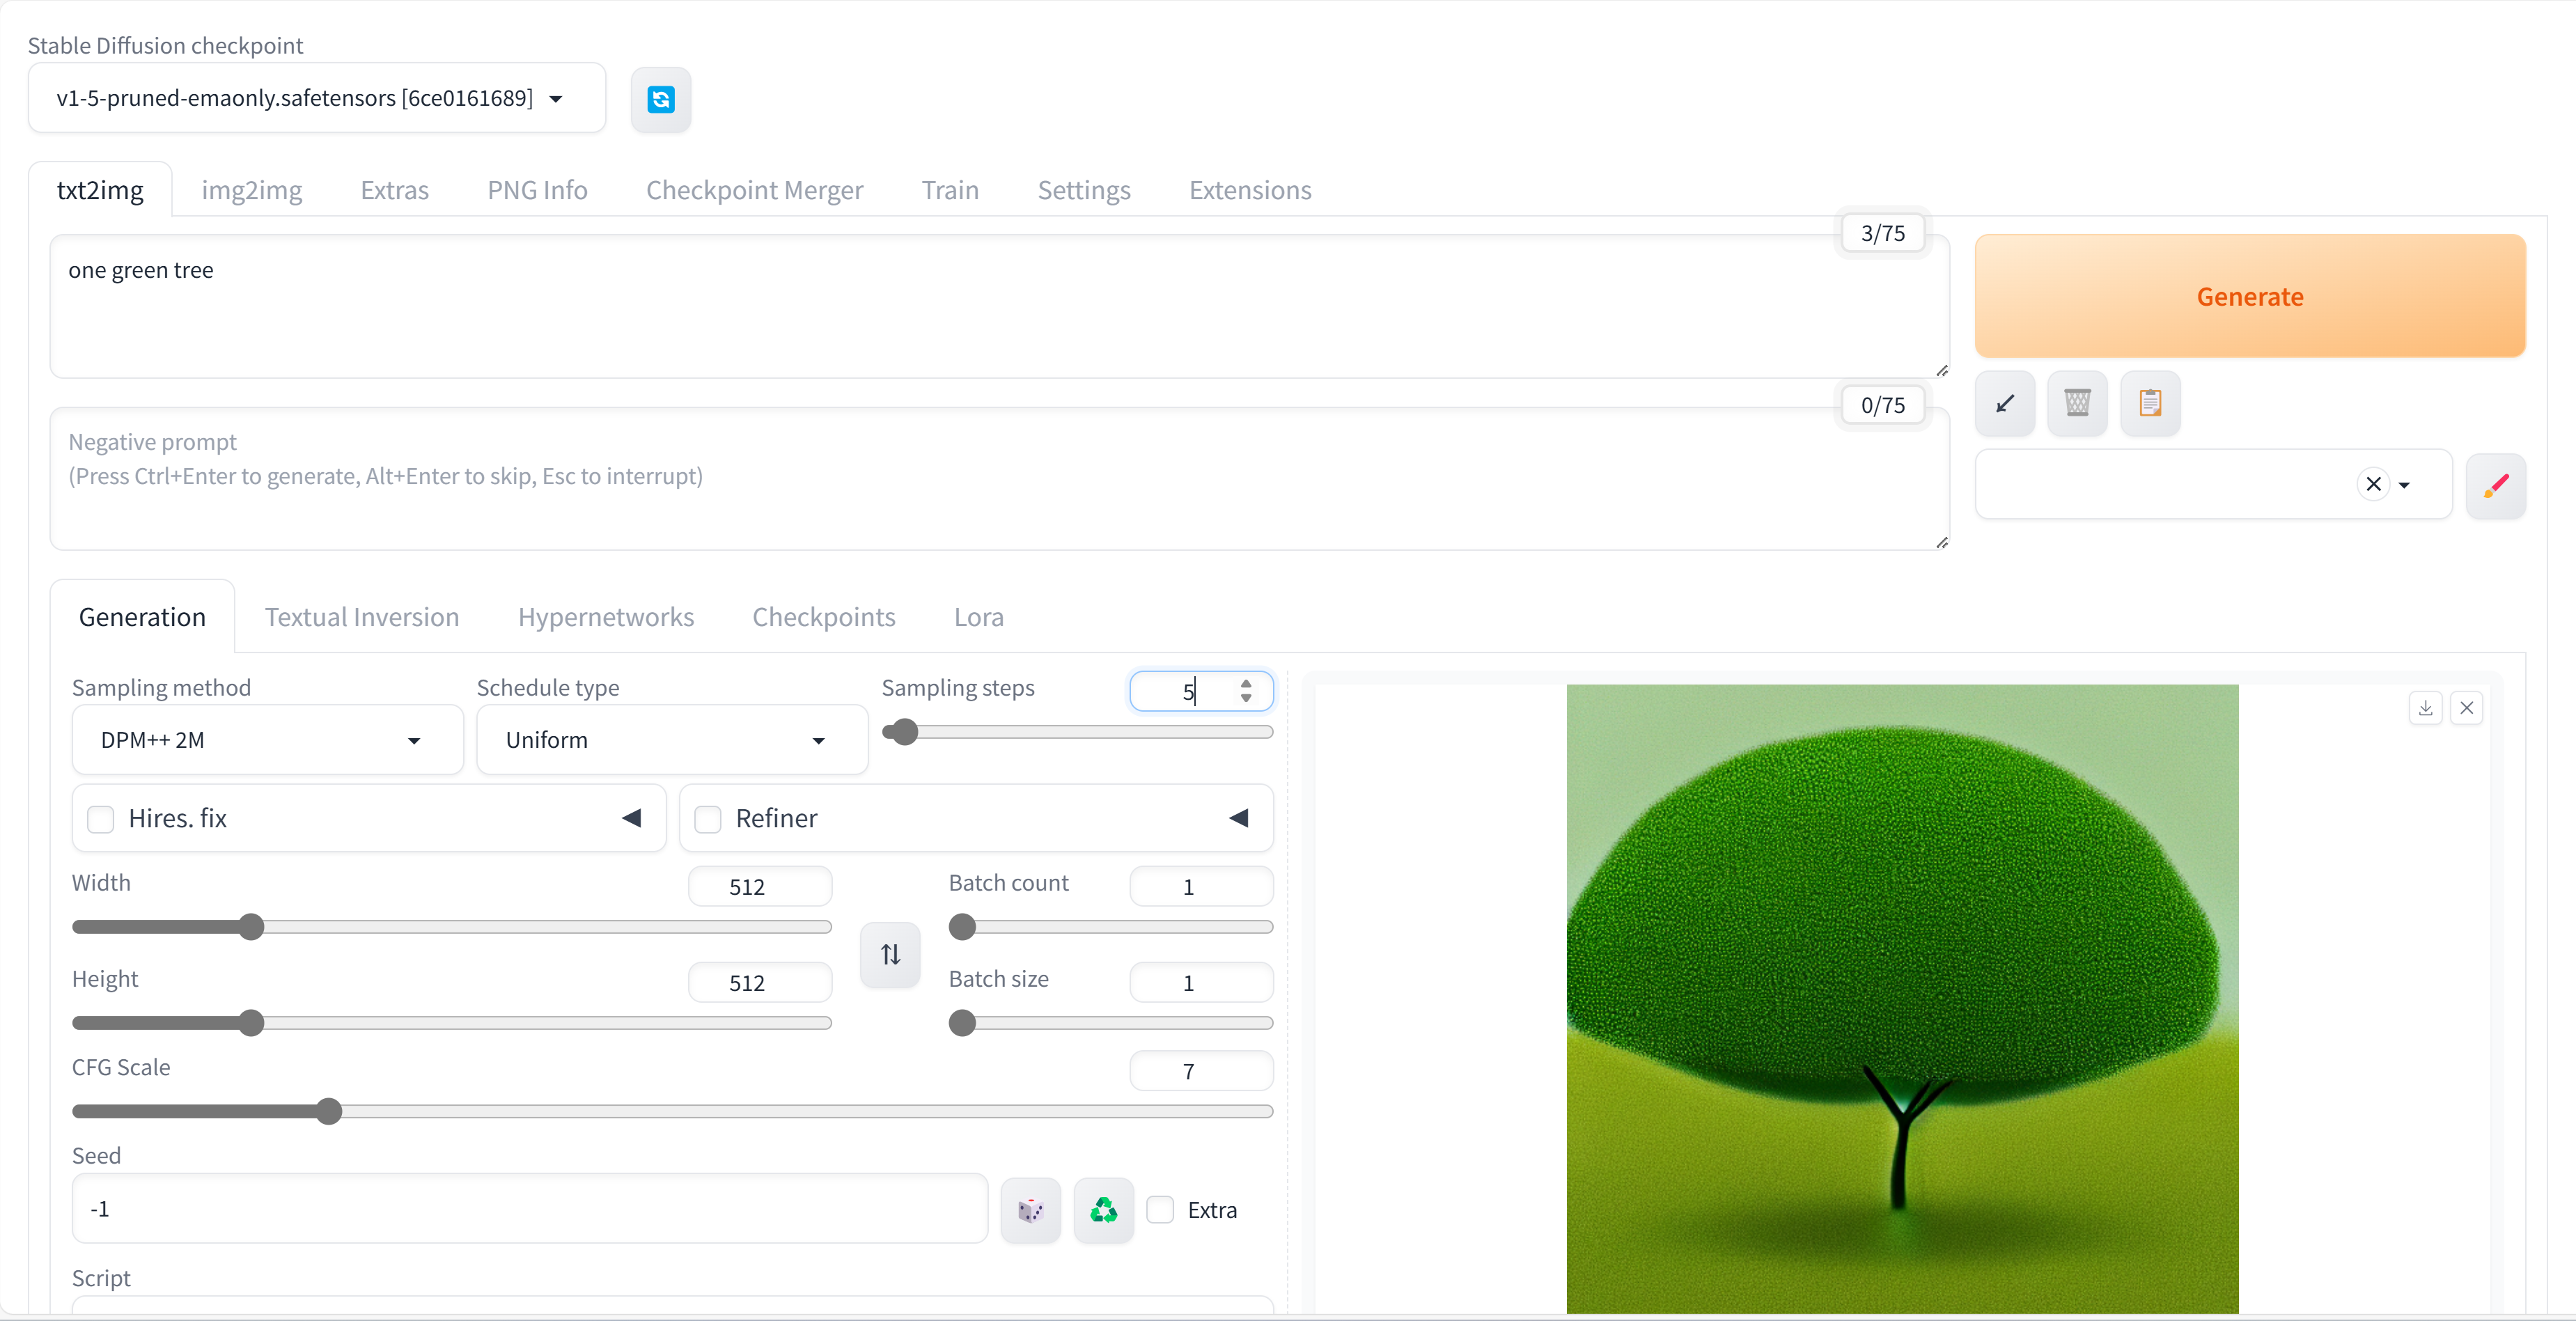 Stable Diffusion checkpoint
v1-5-pruned-emaonly.safetensors [6ce0161689]
txt2img img2img Extras PNG Info Checkpoint Merger Train Settings Extensions
3/75
one green tree
Generate
0/75
Negative prompt
(Press Ctrl+Enter to generate, Alt+Enter to skip, Esc to interrupt)
Generation Textual Inversion Hypernetworks Checkpoints Lora
Sampling method Schedule type Sampling steps 5
DPM++ 2M Uniform
Hires. fix Refiner
Width 512 Batch count 1
Height 512 Batch size 1
CFG Scale 7
Seed
-1 Extra
Script